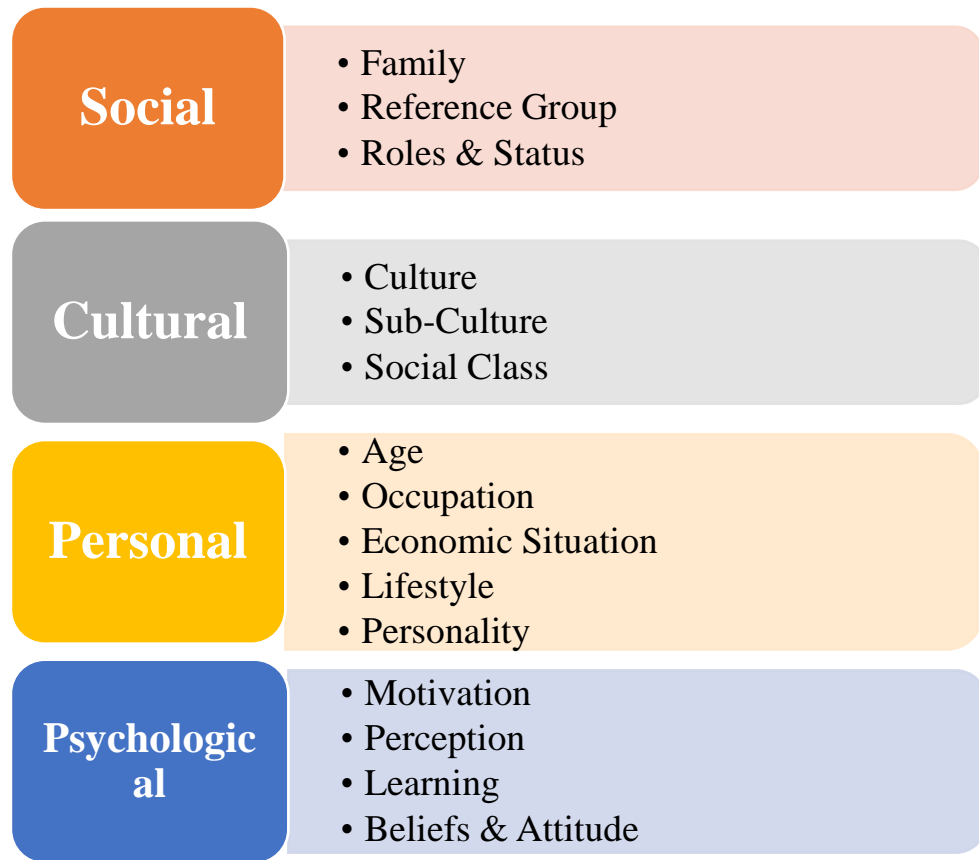 Social
• Family
• Reference Group
• Roles & Status
Cultural
• Culture
• Sub-Culture
• Social Class
Personal
• Age
• Occupation
• Economic Situation
• Lifestyle
• Personality
Psychologic
al
• Motivation
• Perception
• Learning
• Beliefs & Attitude